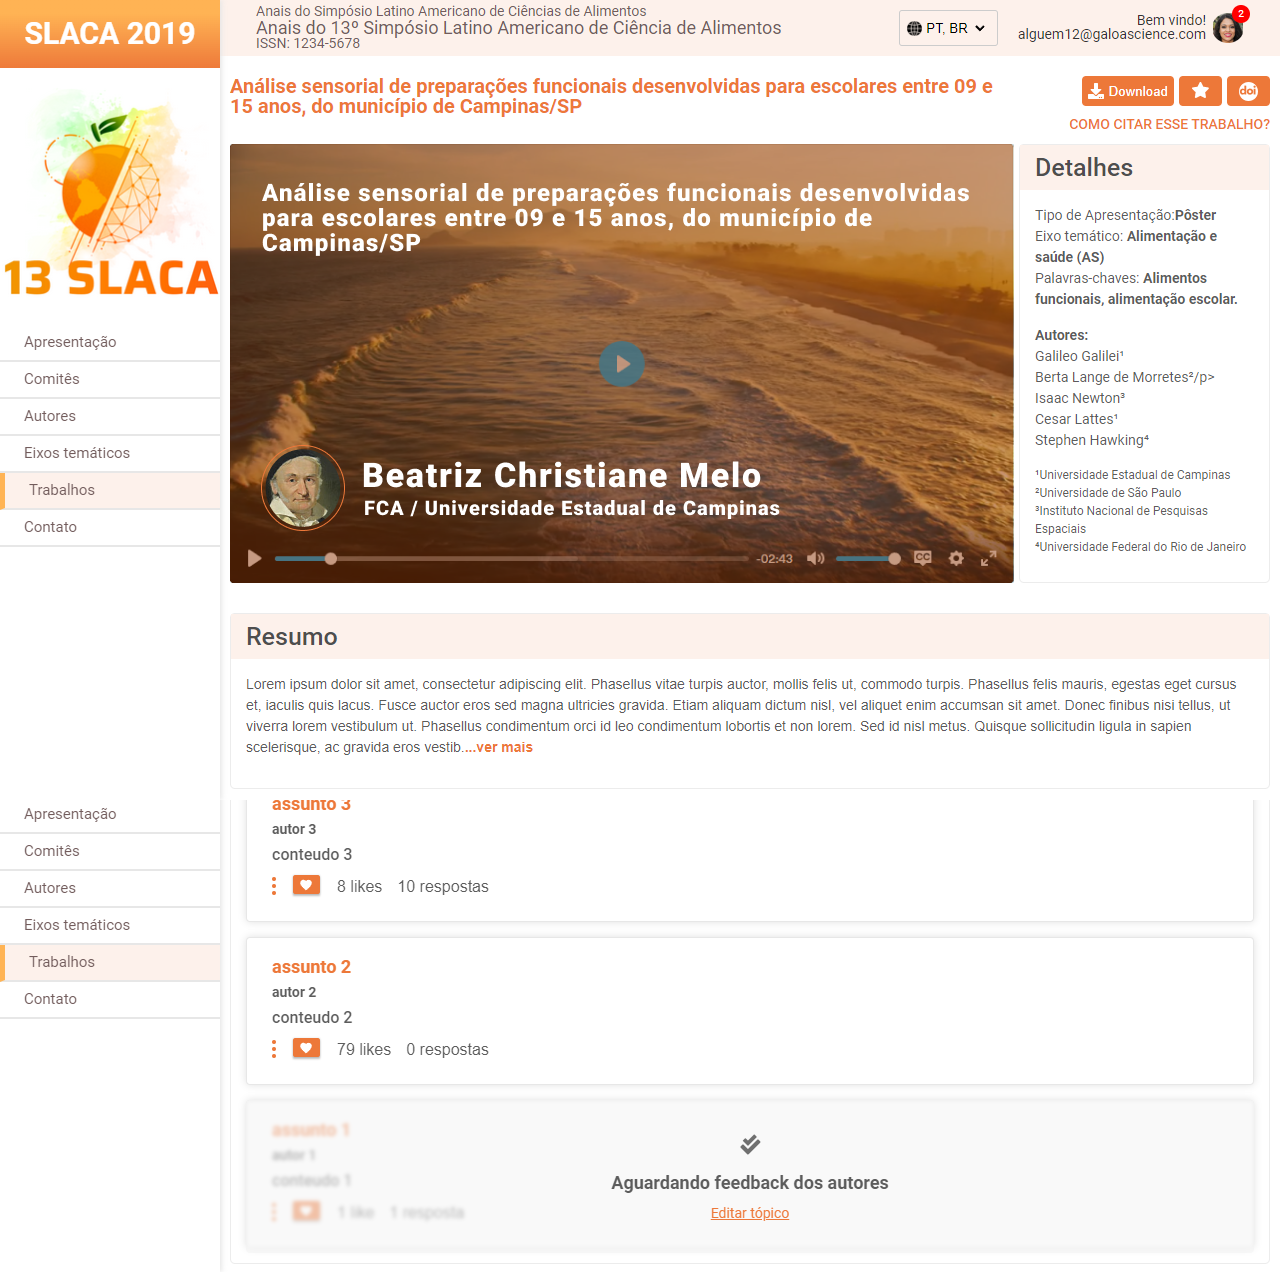 SLACA 2019
Anais do Simpósio Latino Americano de Ciências de Alimentos
Anais do 13º Simpósio Latino Americano de Ciência de Alimentos
ISSN: 1234-5678
PT, BR
Bem vindo!
alguem12@galoascience.com
2
Análise sensorial de preparações funcionais desenvolvidas para escolares entre 09 e
15 anos, do município de Campinas/SP
Download
doi
COMO CITAR ESSE TRABALHO?
13 SLACA
Apresentação
Comitês
Autores
Eixos temáticos
Trabalhos
Contato
Análise sensorial de preparações funcionais desenvolvidas
para escolares entre 09 e 15 anos, do município de
Campinas/SP
Beatriz Christiane Melo
FCA / Universidade Estadual de Campinas
-02:43
CC
Detalhes
Tipo de Apresentação:Pôster
Eixo temático: Alimentação e
saúde (AS)
Palavras-chaves: Alimentos
funcionais, alimentação escolar.
Autores:
Galileo Galilei¹
Berta Lange de Morretes²/p>
Isaac Newton³
Cesar Lattes¹
Stephen Hawking⁴
¹Universidade Estadual de Campinas
²Universidade de São Paulo
³Instituto Nacional de Pesquisas
Espaciais
⁴Universidade Federal do Rio de Janeiro
Resumo
Lorem ipsum dolor sit amet, consectetur adipiscing elit. Phasellus vitae turpis auctor, mollis felis ut, commodo turpis. Phasellus felis mauris, egestas eget cursus
et, iaculis quis lacus. Fusce auctor eros sed magna ultricies gravida. Etiam aliquam dictum nisl, vel aliquet enim accumsan sit amet. Donec finibus nisi tellus, ut
viverra lorem vestibulum ut. Phasellus condimentum orci id leo condimentum lobortis et non lorem. Sed id nisl metus. Quisque sollicitudin ligula in sapien
scelerisque, ac gravida eros vestib....ver mais
Apresentação
Comitês
Autores
Eixos temáticos
Trabalhos
Contato
assunto 3
autor 3
conteudo 3
8 likes 10 respostas
assunto 2
autor 2
conteudo 2
79 likes 0 respostas
assunto 1
autor 1
conteudo 1
1 like 1 resposta
Aguardando feedback dos autores
Editar tópico